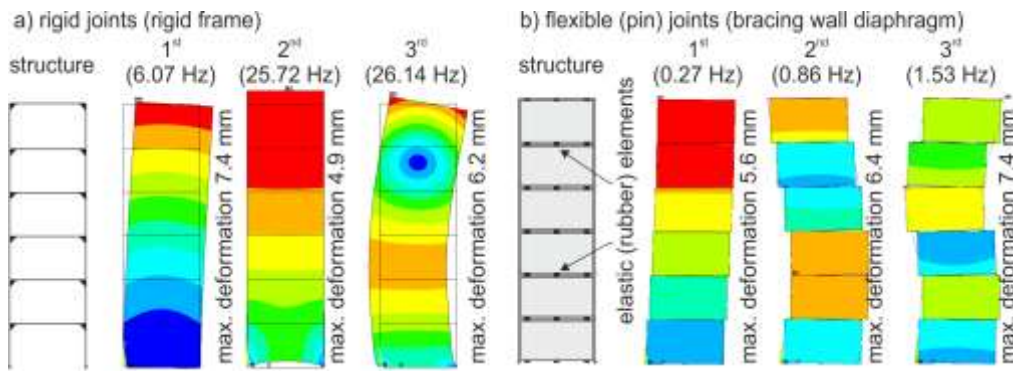 a) rigid joints (rigid frame)
structure
1st
(6.07 Hz)
2nd
(25.72 Hz)
3rd
(26.14 Hz)
max. deformation 7.4 mm
max. deformation 4.9 mm
max. deformation 6.2 mm
b) flexible (pin) joints (bracing wall diaphragm)
structure
1st
(0.27 Hz)
2nd
(0.86 Hz)
3rd
(1.53 Hz)
elastic (rubber) elements
max. deformation 5.6 mm
max. deformation 6.4 mm
max. deformation 7.4 mm